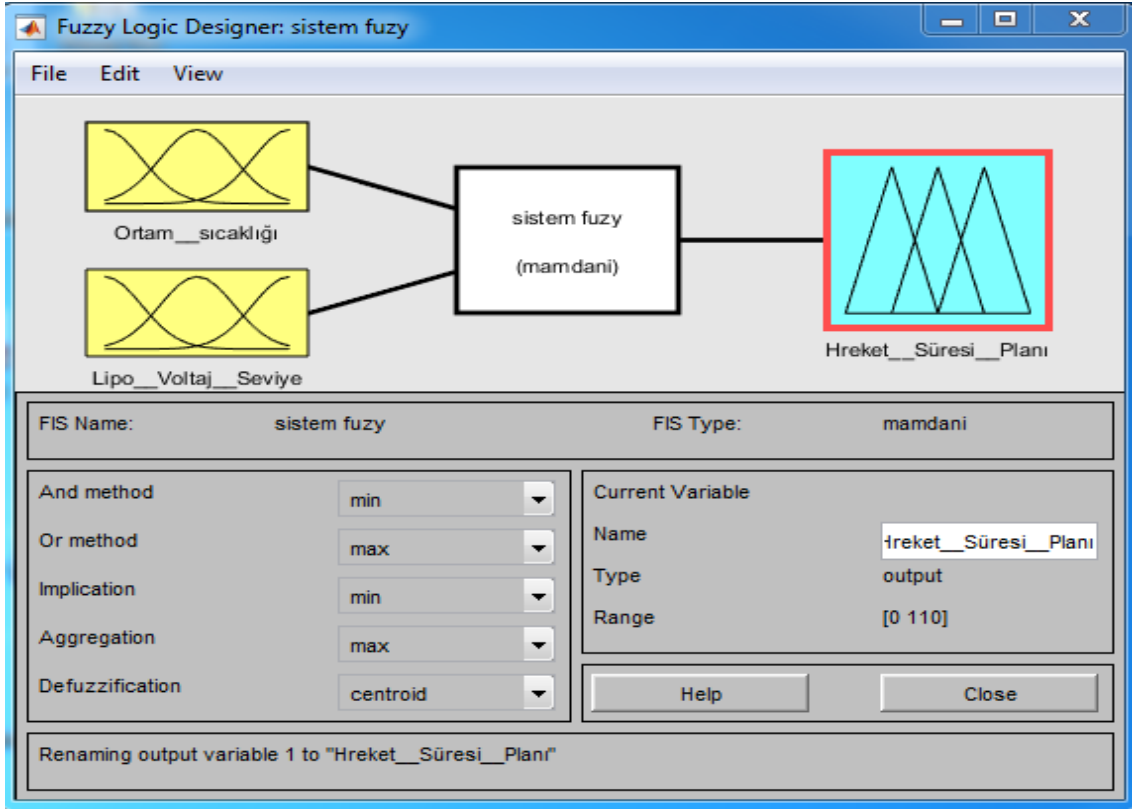 Fuzzy Logic Designer: sistem fuzy
File Edit View
Ortam__sıcaklığı
Lipo__Voltaj__Seviye
sistem fuzy
(mamdani)
Hreket__Süresi__Planı
FIS Name: sistem fuzy FIS Type: mamdani
And method min
Or method max
Implication min
Aggregation max
Defuzzification centroid
Current Variable
Name Hreket__Süresi__Planı
Type output
Range [0 110]
Help Close
Renaming output variable 1 to "Hreket__Süresi__Planı"